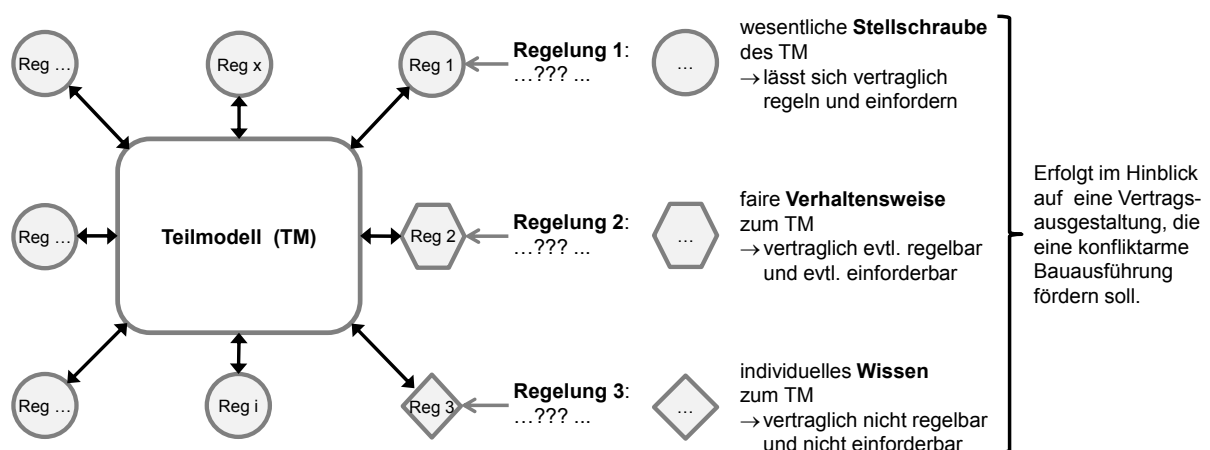 Reg …
Reg x
Reg 1
Regelung 1:
…??? ...
...
wesentliche Stellschraube
des TM
→ lässt sich vertraglich
regeln und einfordern
Reg …
Teilmodell (TM)
Reg 2
Regelung 2:
…??? ...
...
faire Verhaltensweise
zum TM
→ vertraglich evtl. regelbar
und evtl. einforderbar
Reg …
Reg i
Reg 3
Regelung 3:
…??? ...
...
individuelles Wissen
zum TM
→ vertraglich nicht regelbar
und nicht einforderbar
Erfolgt im Hinblick
auf eine Vertrags-
ausgestaltung, die
eine konfliktarme
Bauausführung
fördern soll.